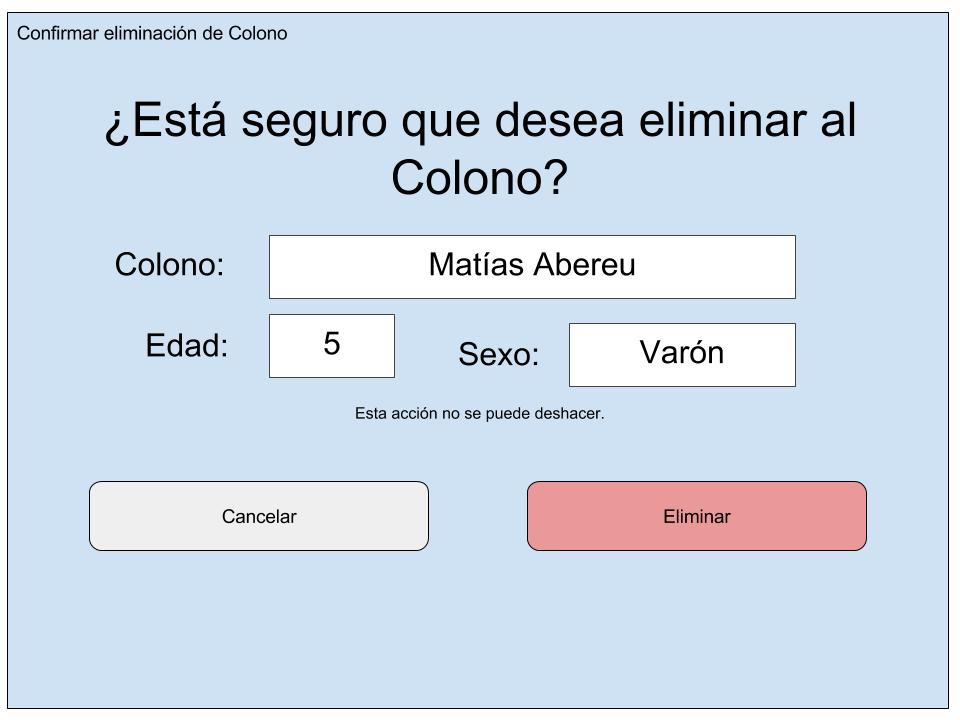 Confirmar eliminación de Colono
¿Está seguro que desea eliminar al
Colono?
Colono: Matías Abereu
Edad: 5 Sexo: Varón
Esta acción no se puede deshacer.
Cancelar Eliminar